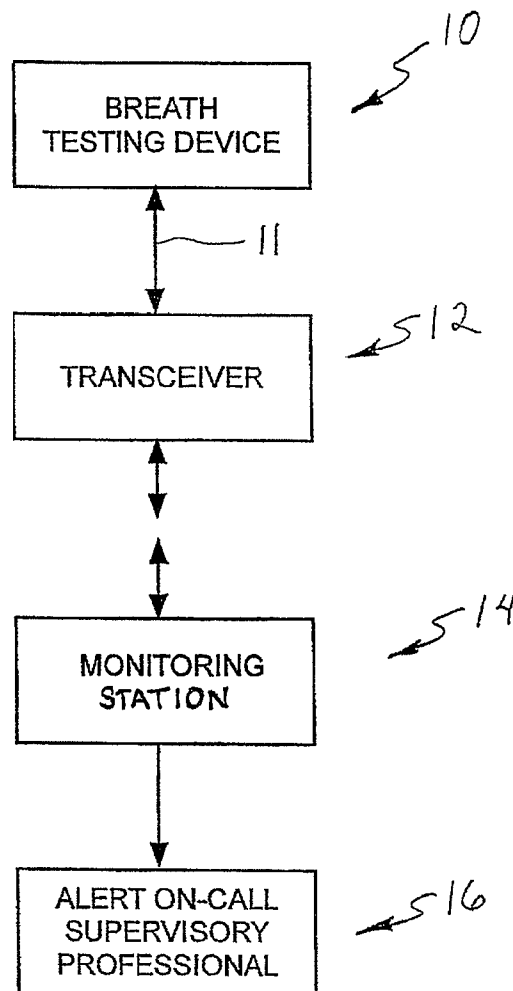 10
BREATH
TESTING DEVICE
11
12
TRANSCEIVER
14
MONITORING
STATION
ALERT ON-CALL
SUPERVISORY
PROFESSIONAL
16